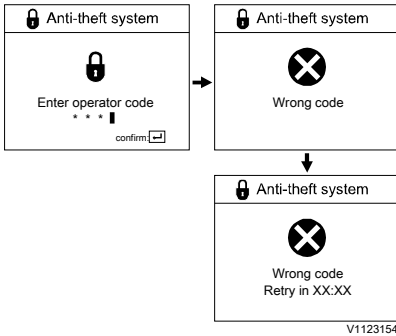 Anti-theft system
Enter operator code
* * *
confirm:
Anti-theft system
Wrong code
Anti-theft system
Wrong code
Retry in XX:XX
V1123154